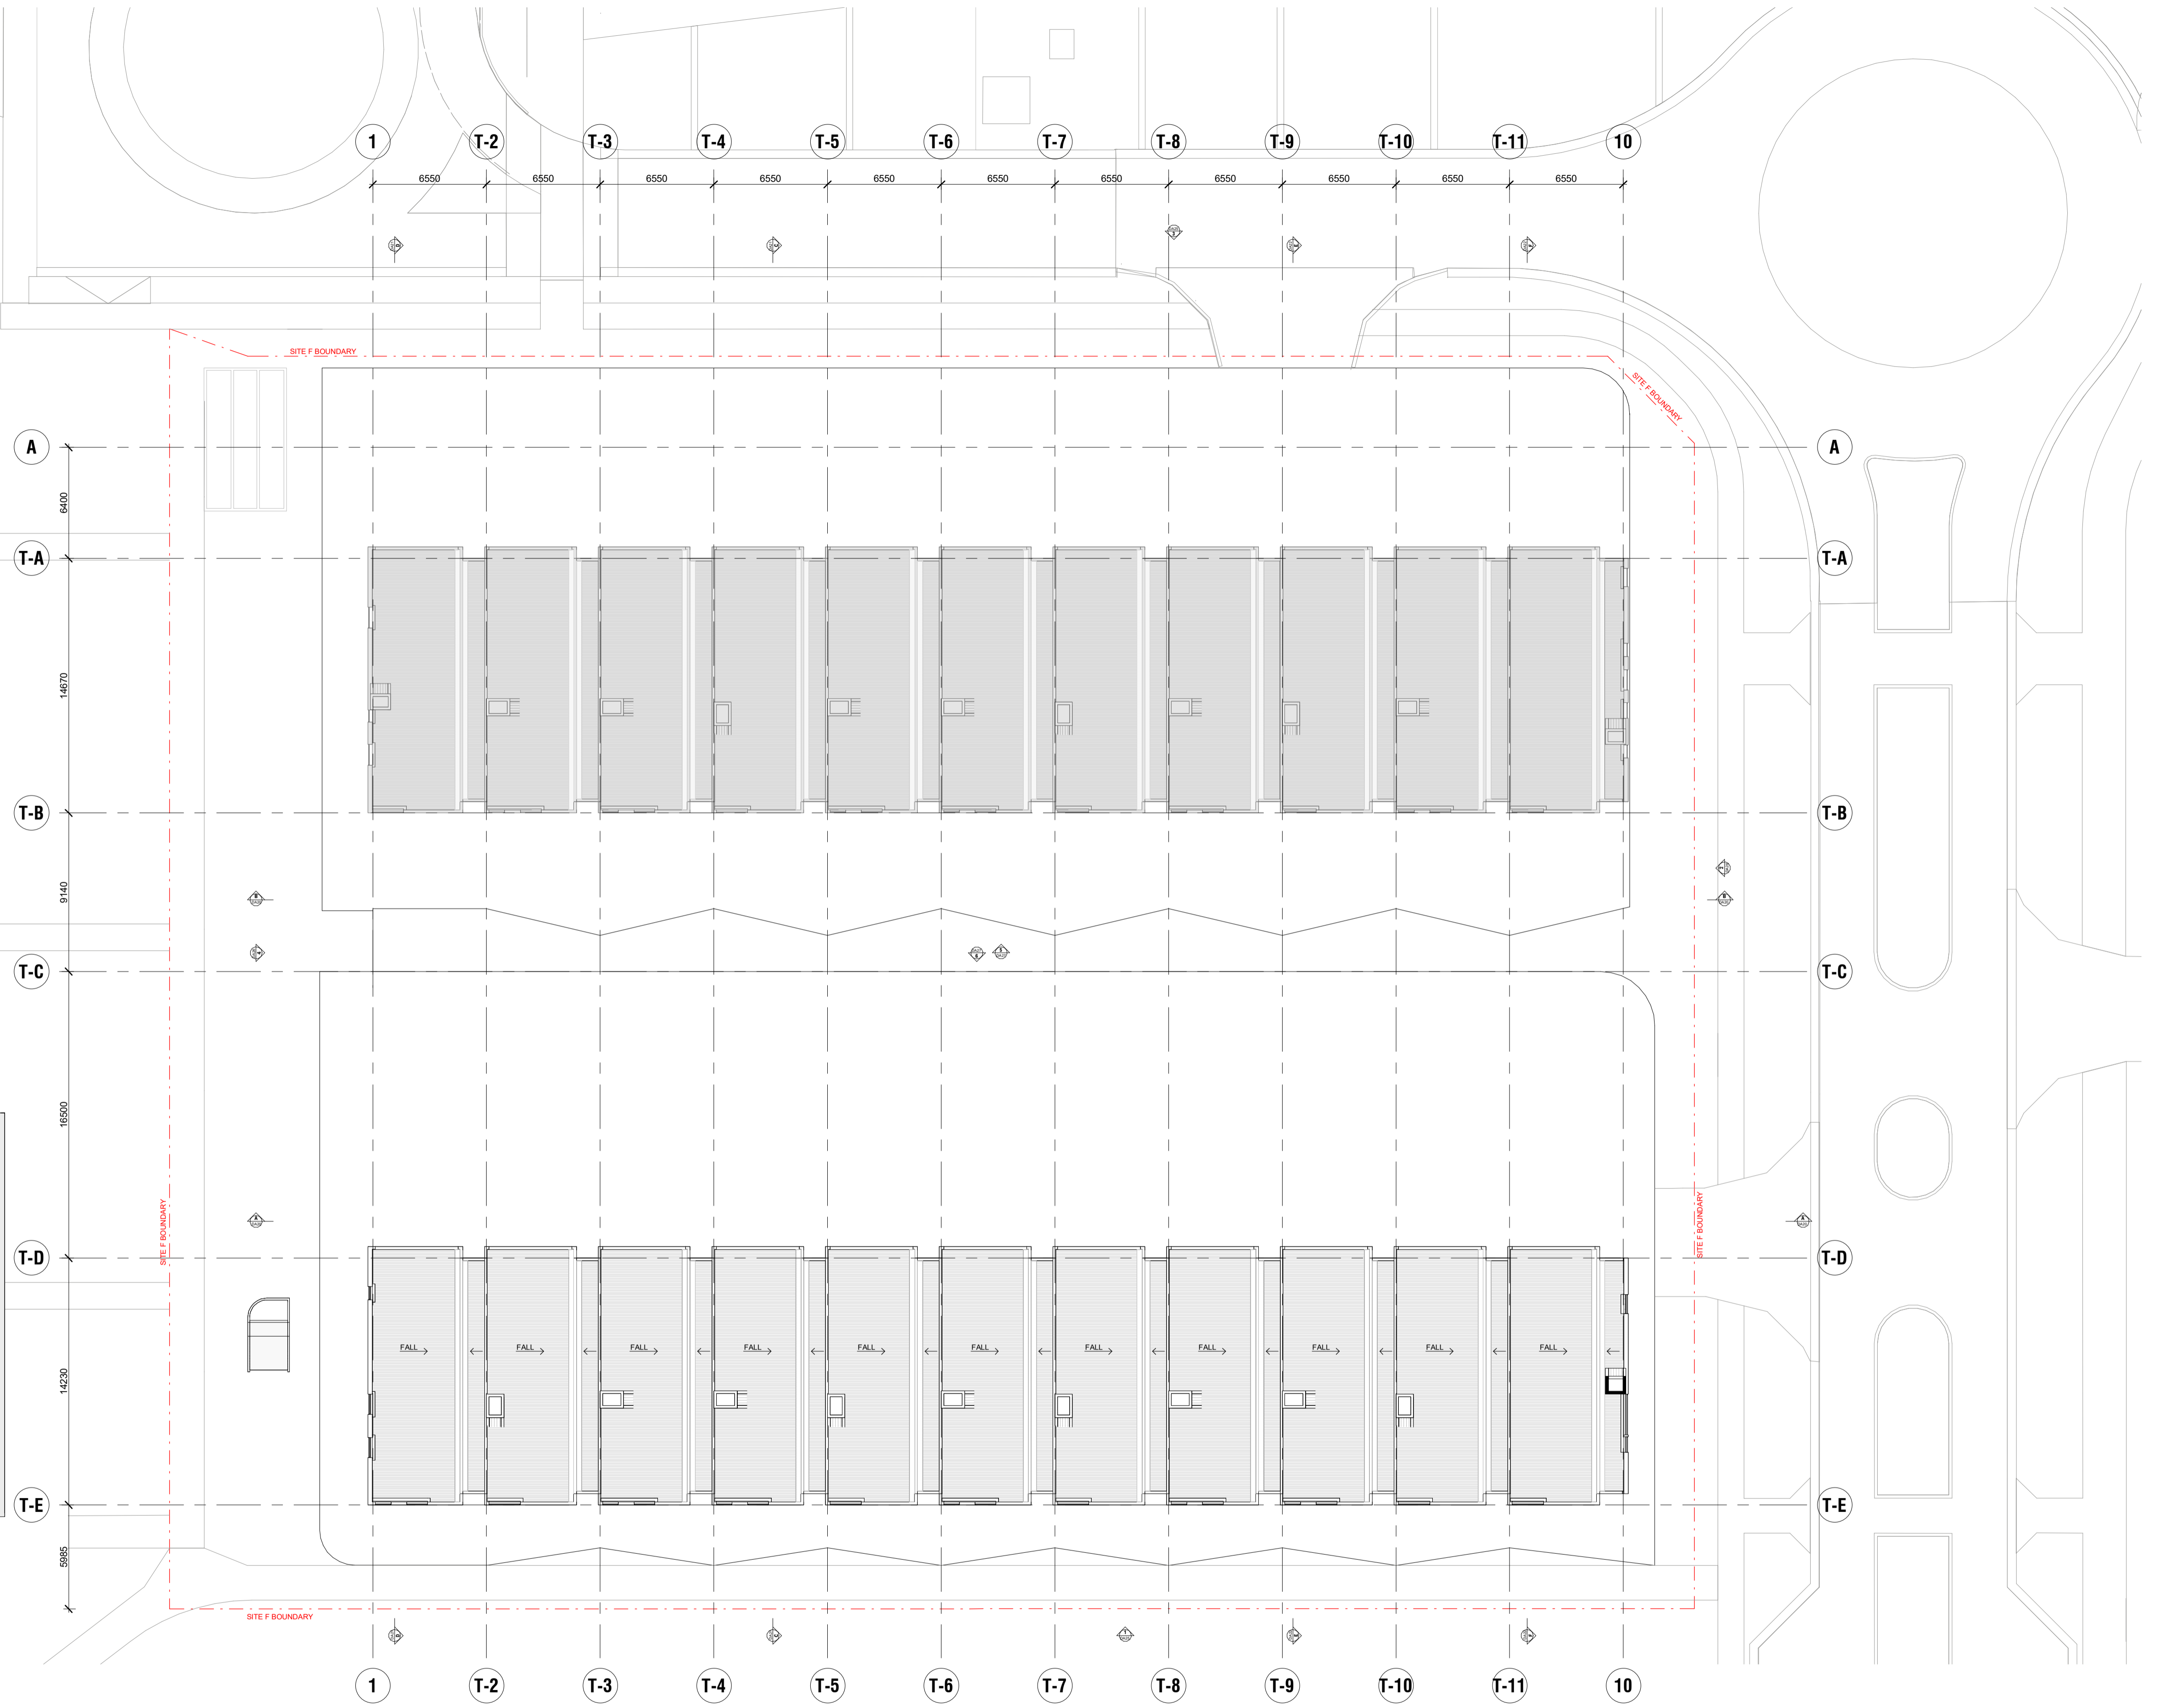 1 T-2 T-3 T-4 T-5 T-6 T-7 T-8 T-9 T-10 T-11 10
6550 6550 6550 6550 6550 6550 6550 6550 6550 6550 6550
SITE F BOUNDARY
SITE F BOUNDARY
A A
6400
T-A T-A
14670
T-B T-B
9140
B B
T-C T-C
16500
SITE F BOUNDARY
SITE F BOUNDARY
A A
T-D T-D
FALL FALL FALL FALL FALL FALL FALL FALL FALL FALL FALL
14230
T-E T-E
5985
SITE F BOUNDARY
1 T-2 T-3 T-4 T-5 T-6 T-7 T-8 T-9 T-10 T-11 10